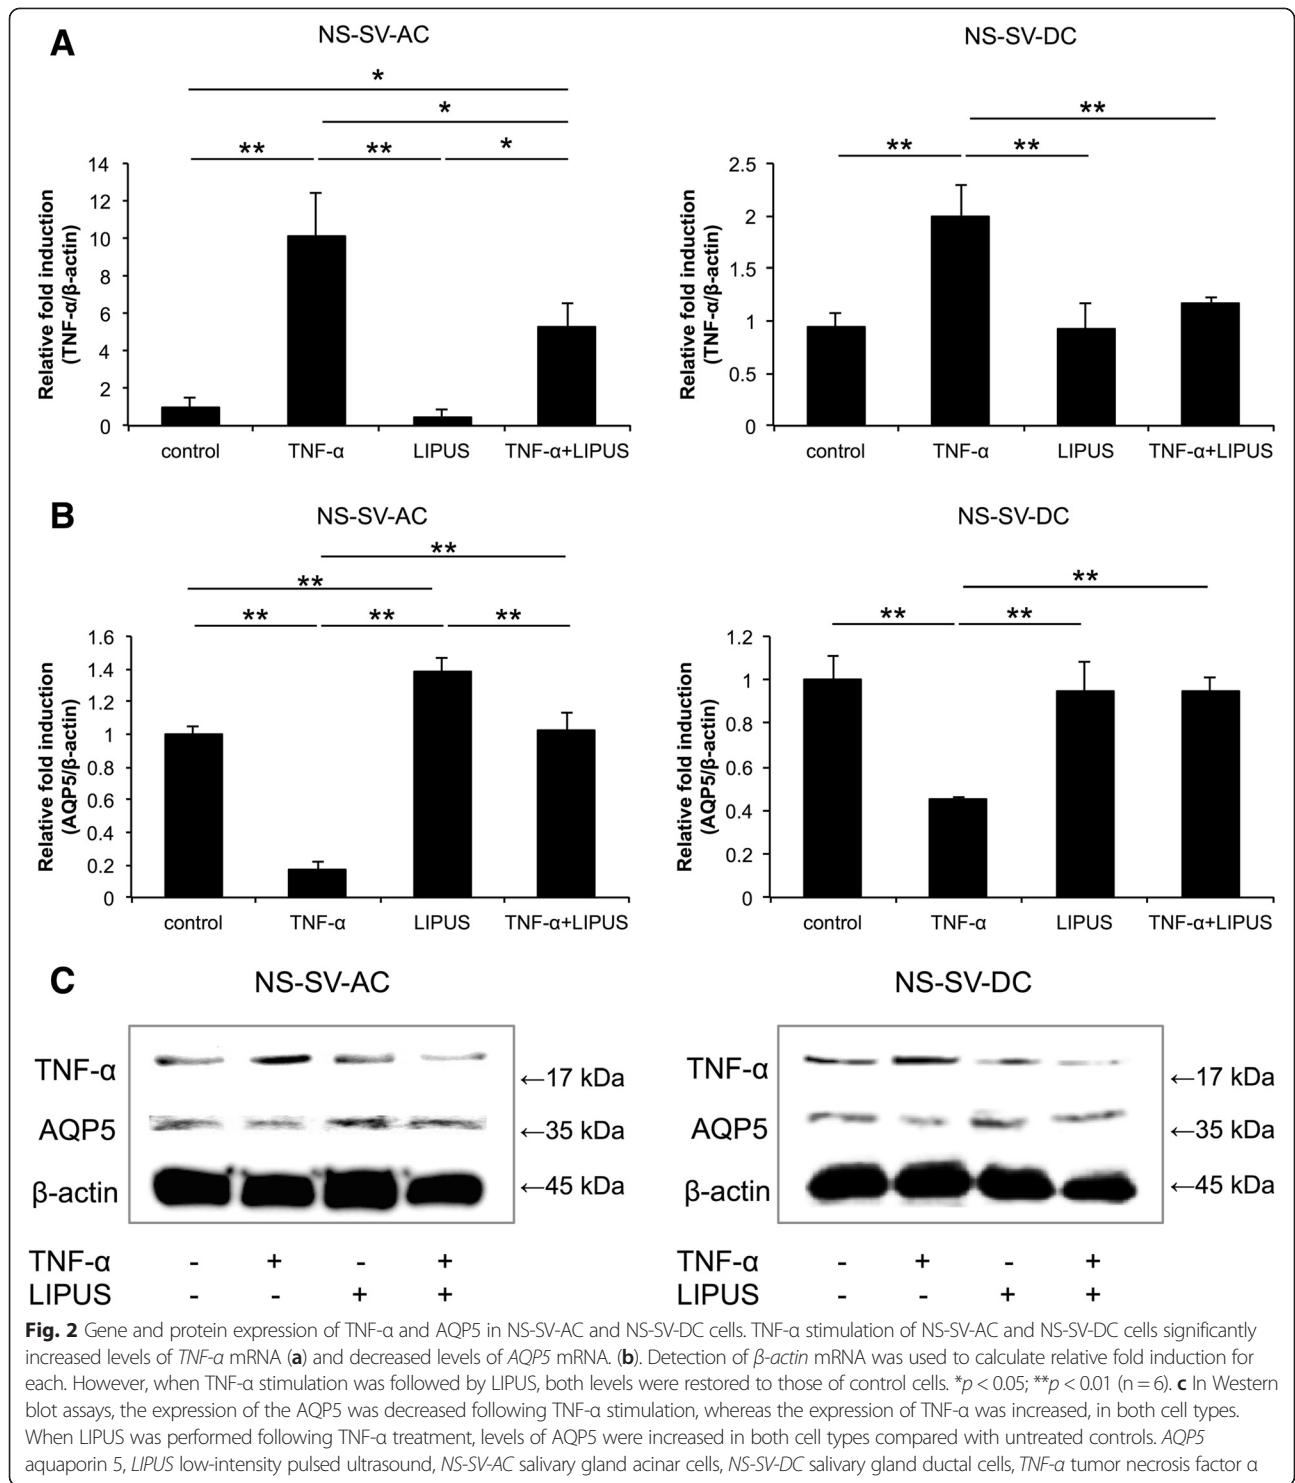 A
NS-SV-AC
NS-SV-DC
*
*
** ** *
**
** **
Relative fold induction
(TNF-α/β-actin)
14
12
10
8
6
4
2
0
control TNF-α LIPUS TNF-α+LIPUS
Relative fold induction
(TNF-α/β-actin)
2.5
2
1.5
1
0.5
0
control TNF-α LIPUS TNF-α+LIPUS
B
NS-SV-AC
NS-SV-DC
**
**
** ** **
**
** **
Relative fold induction
(AQP5/β-actin)
1.6
1.4
1.2
1
0.8
0.6
0.4
0.2
0
control TNF-α LIPUS TNF-α+LIPUS
Relative fold induction
(AQP5/β-actin)
1.2
1
0.8
0.6
0.4
0.2
0
control TNF-α LIPUS TNF-α+LIPUS
C
NS-SV-AC
TNF-α ←17 kDa
AQP5 ←35 kDa
β-actin ←45 kDa
TNF-α - + - +
LIPUS - - + +
NS-SV-DC
TNF-α ←17 kDa
AQP5 ←35 kDa
β-actin ←45 kDa
TNF-α - + - +
LIPUS - - + +
Fig. 2 Gene and protein expression of TNF-α and AQP5 in NS-SV-AC and NS-SV-DC cells. TNF-α stimulation of NS-SV-AC and NS-SV-DC cells significantly
increased levels of TNF-α mRNA (a) and decreased levels of AQP5 mRNA. (b). Detection of β-actin mRNA was used to calculate relative fold induction for
each. However, when TNF-α stimulation was followed by LIPUS, both levels were restored to those of control cells. *p < 0.05; **p < 0.01 (n = 6). c In Western
blot assays, the expression of the AQP5 was decreased following TNF-α stimulation, whereas the expression of TNF-α was increased, in both cell types.
When LIPUS was performed following TNF-α treatment, levels of AQP5 were increased in both cell types compared with untreated controls. AQP5
aquaporin 5, LIPUS low-intensity pulsed ultrasound, NS-SV-AC salivary gland acinar cells, NS-SV-DC salivary gland ductal cells, TNF-α tumor necrosis factor α